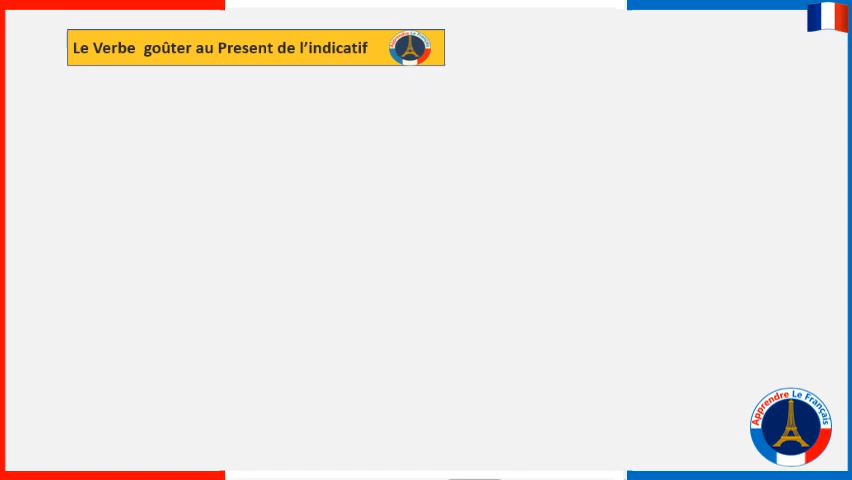 Le Verbe  goûter au Present de l’indicatif
Apprendre Le Français